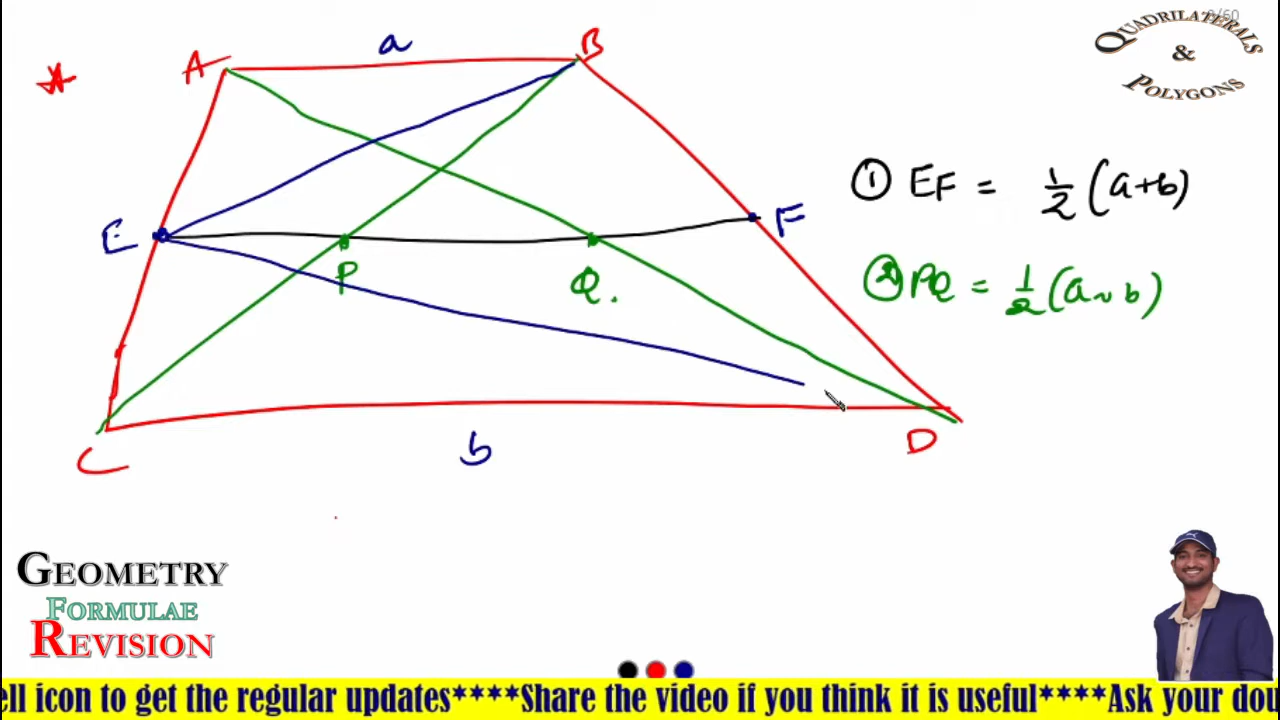 QUADRILATERALS
&
POLYGONS
/60
a
A
B
① EF = 1/2 (a+b)
E
F
② PQ = 1/2 (a ~ b)
P
Q.
C
b
D
GEOMETRY
FORMULAE
REVISION
ell icon to get the regular updates****Share the video if you think it is useful****Ask your dou